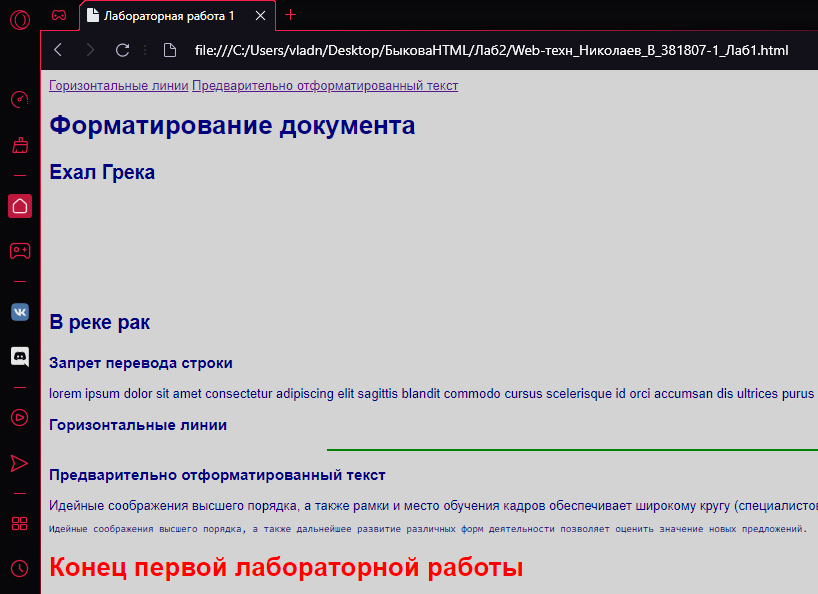 Лабораторная работа 1
file:///C:/Users/vladn/Desktop/БыковаHTML/Лаб2/Web-техн_Николаев_В_381807-1_Лаб1.html
Горизонтальные линии Предварительно отформатированный текст
Форматирование документа
Ехал Грека
В реке рак
Запрет перевода строки
lorem ipsum dolor sit amet consectetur adipiscing elit sagittis blandit commodo cursus scelerisque id orci accumsan dis ultrices purus
Горизонтальные линии
Предварительно отформатированный текст
Идейные соображения высшего порядка, а также рамки и место обучения кадров обеспечивает широкому кругу (специалистов
Идейные соображения высшего порядка, а также дальнейшее развитие различных форм деятельности позволяет оценить значение новых предложений.
Конец первой лабораторной работы